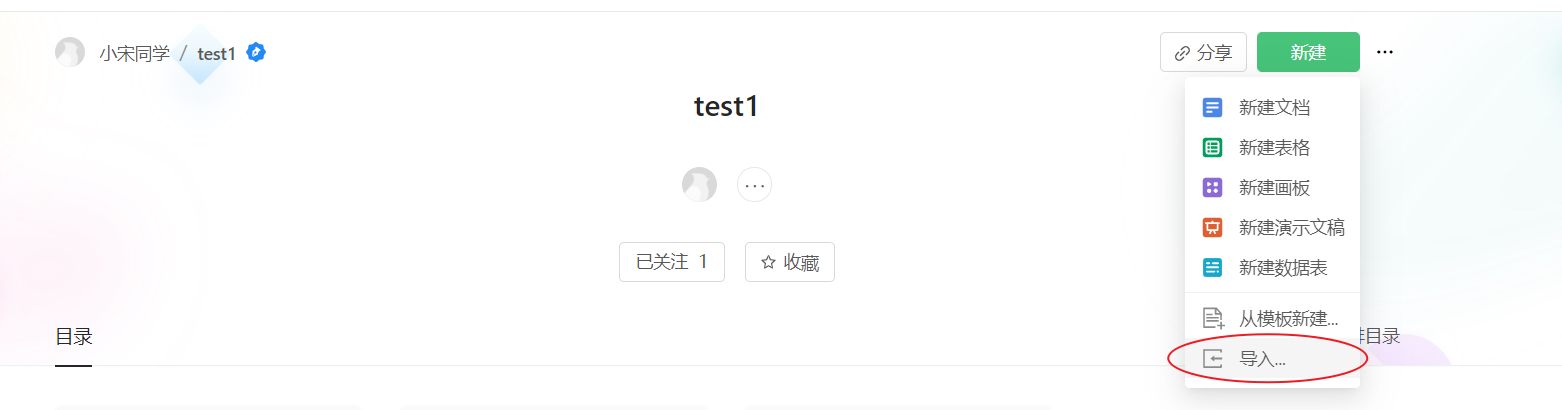 小宋同学 / test1
分享
新建
test1
新建文档
新建表格
新建画板
新建演示文稿
新建数据表
已关注 1
收藏
从模板新建...
目录
目录
导入...